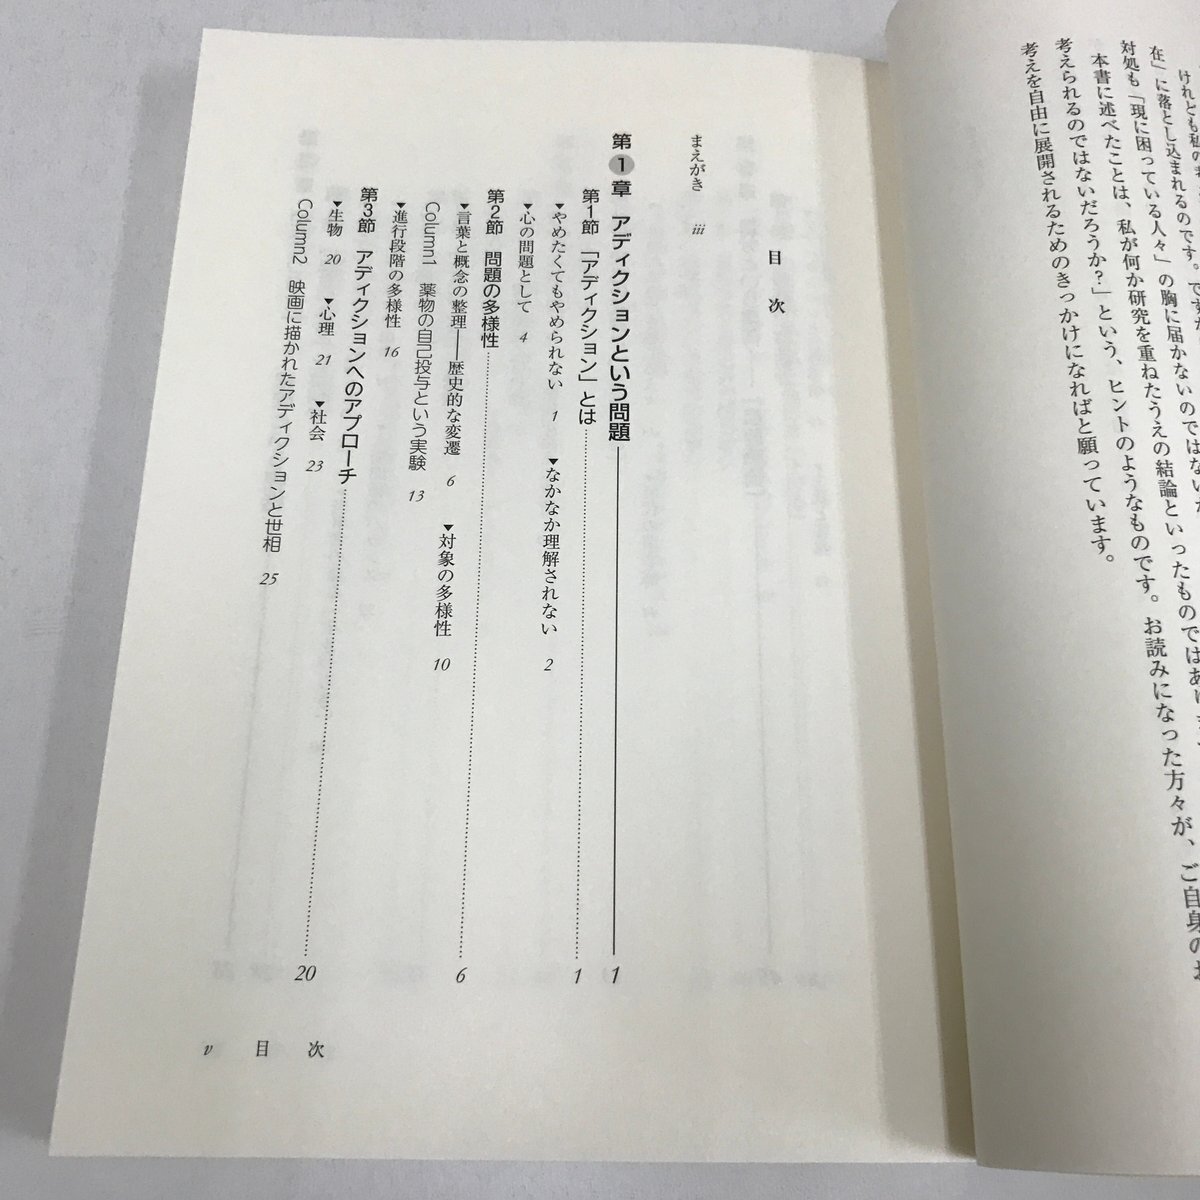 けれども私の
在」に落とし込まれるのです。
対処も「現に困っている人々」の胸に届かないのではない
本書に述べたことは、私が何か研究を重ねたうえの結論といったものではあ
考えられるのではないだろうか?」という、ヒントのようなものです。お読みになった方々が、ご自身の
考えを自由に展開されるためのきっかけになればと願っています。
目 次
まえがき iii
第1章 アディクションという問題 1
第1節 「アディクション」とは 1
▼やめたくてもやめられない 1 ▼なかなか理解されない 2
▼心の問題として 4
第2節 問題の多様性 6
▼言葉と概念の整理――歴史的な変遷 6 ▼対象の多様性 10
Column1 薬物の自己投与という実験 13
▼進行段階の多様性 16
第3節 アディクションへのアプローチ 20
▼生物 20 ▼心理 21 ▼社会 23
Column2 映画に描かれたアディクションと世相 25
v 目 次